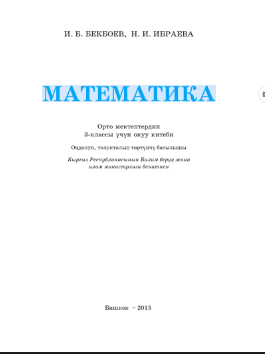 И. Б. БЕКБОЕВ, Н. И. ИБРАЕВА
МАТЕМАТИКА
Орто мектептердин
3-классы үчүн окуу китеби
Оңдолуп, толукталып төртүнчү басылышы
Кыргыз Республикасынын Билим берүү жана
илим министрлиги бекиткен
Бишкек – 2015